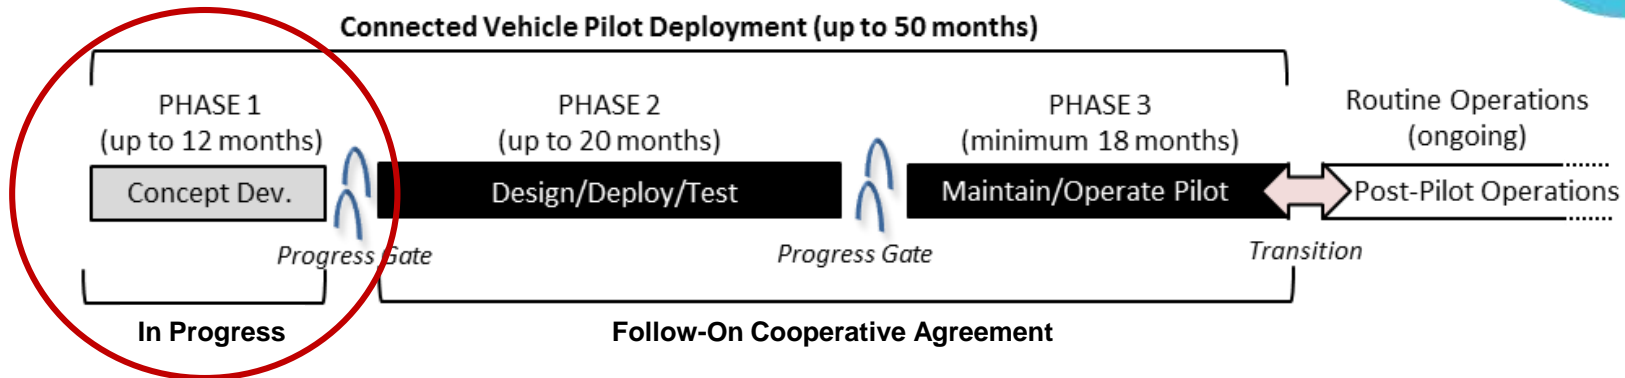 Connected Vehicle Pilot Deployment (up to 50 months)
PHASE 1
(up to 12 months)
Concept Dev.
Progress Gate
In Progress
PHASE 2
(up to 20 months)
Design/Deploy/Test
Progress Gate
PHASE 3
(minimum 18 months)
Maintain/Operate Pilot
Transition
Follow-On Cooperative Agreement
Routine Operations
(ongoing)
Post-Pilot Operations